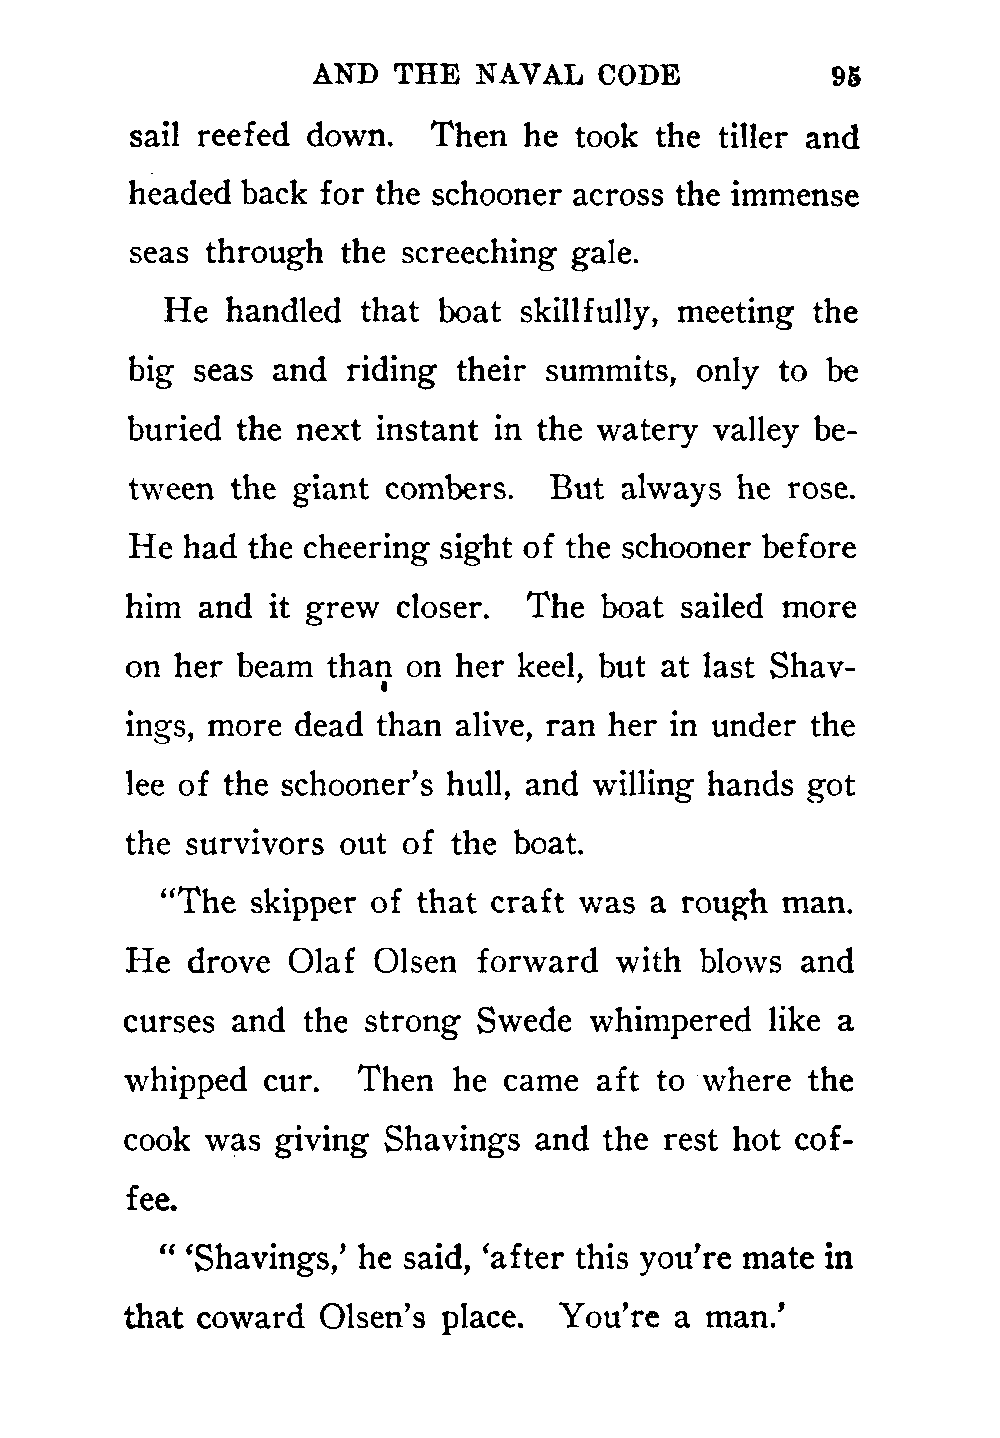 AND THE NAVAL CODE 95
sail reefed down. Then he took the tiller and
headed back for the schooner across the immense
seas through the screeching gale.
He handled that boat skillfully, meeting the
big seas and riding their summits, only to be
buried the next instant in the watery valley be-
tween the giant combers. But always he rose.
He had the cheering sight of the schooner before
him and it grew closer. The boat sailed more
on her beam than on her keel, but at last Shav-
ings, more dead than alive, ran her in under the
lee of the schooner's hull, and willing hands got
the survivors out of the boat.
"The skipper of that craft was a rough man.
He drove Olaf Olsen forward with blows and
curses and the strong Swede whimpered like a
whipped cur. Then he came aft to where the
cook was giving Shavings and the rest hot cof-
fee.
" 'Shavings,' he said, 'after this you're mate in
that coward Olsen's place. You're a man.'